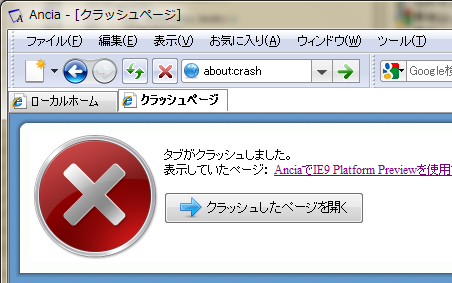 Ancia - [クラッシュページ]
ファイル(F) 編集(E) 表示(V) お気に入り(A) ウィンドウ(W) ツール(T)
about:crash
Google検
ローカルホーム クラッシュページ
タブがクラッシュしました。
表示していたページ: AnciaでIE9 Platform Previewを使用
クラッシュしたページを開く